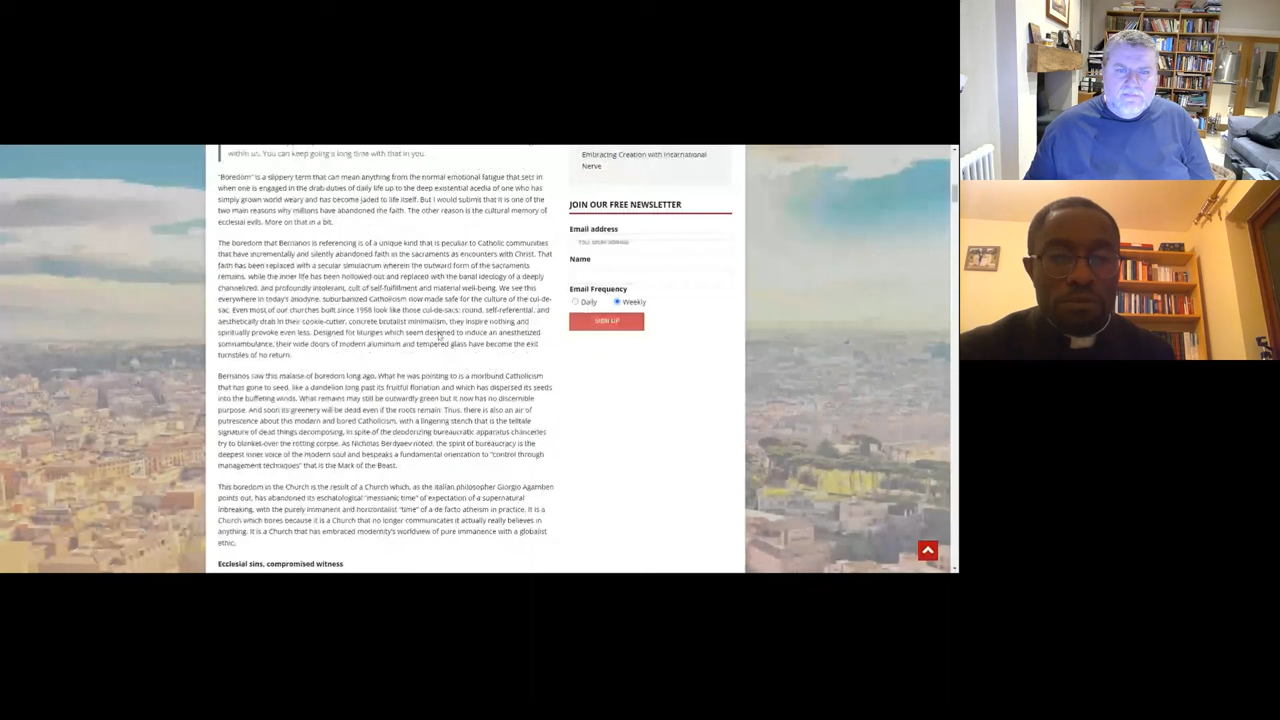 within us. You can keep going a long time with that in you.
"Boredom" is a slippery term that can mean anything from the normal emotional fatigue that sets in
when one is engaged in the drab duties of daily life up to the deep existential acedia of one who has
simply grown world weary and has become jaded to life itself. But I would submit that it is one of the
two main reasons why millions have abandoned the faith. The other reason is the cultural memory of
ecclesial evils. More on that in a bit.
The boredom that Bernanos is referencing is of a unique kind that is peculiar to Catholic communities
that have incrementally and silently abandoned faith in the sacraments as encounters with Christ. That
faith has been replaced with a secular simulacrum wherein the outward form of the sacraments
remains, while the inner life has been hollowed out and replaced with the banal ideology of a deeply
channelized, and profoundly intolerant, cult of self-fulfillment and material well-being. We see this
everywhere in today's anodyne, suburbanized Catholicism now made safe for the culture of the cul-de-
sac. Even most of our churches built since 1958 look like those cul-de-sacs: round, self-referential, and
aesthetically drab in their cookie-cutter, concrete brutalist minimalism, they inspire nothing and
spiritually provoke even less. Designed for liturgies which seem designed to induce an anesthetized
somnambulance, their wide doors of modern aluminum and tempered glass have become the exit
turnstiles of no return.
Bernanos saw this malaise of boredom long ago. What he was pointing to is a moribund Catholicism
that has gone to seed, like a dandelion long past its fruitful floriation and which has dispersed its seeds
into the buffeting winds. What remains may still be outwardly green but it now has no discernible
purpose. And soon its greenery will be dead even if the roots remain. Thus, there is also an air of
putrescence about this modern and bored Catholicism, with a lingering stench that is the telltale
signature of dead things decomposing, in spite of the deodorizing bureaucratic apparatus chanceries
try to blanket-over the rotting corpse. As Nicholas Berdyaev noted, the spirit of bureaucracy is the
deepest inner voice of the modern soul and bespeaks a fundamental orientation to "control through
management techniques" that is the Mark of the Beast.
This boredom in the Church is the result of a Church which, as the Italian philosopher Giorgio Agamben
points out, has abandoned its eschatological "messianic time" of expectation of a supernatural
inbreaking, with the purely immanent and horizontalist "time" of a de facto atheism in practice. It is a
Church which bores because it is a Church that no longer communicates it actually really believes in
anything. It is a Church that has embraced modernity's worldview of pure immanence with a globalist
ethic.
Ecclesial sins, compromised witness
Embracing Creation with Incarnational
Nerve
JOIN OUR FREE NEWSLETTER
Email address
Your email address
Name
Email Frequency
Daily Weekly
SIGN UP